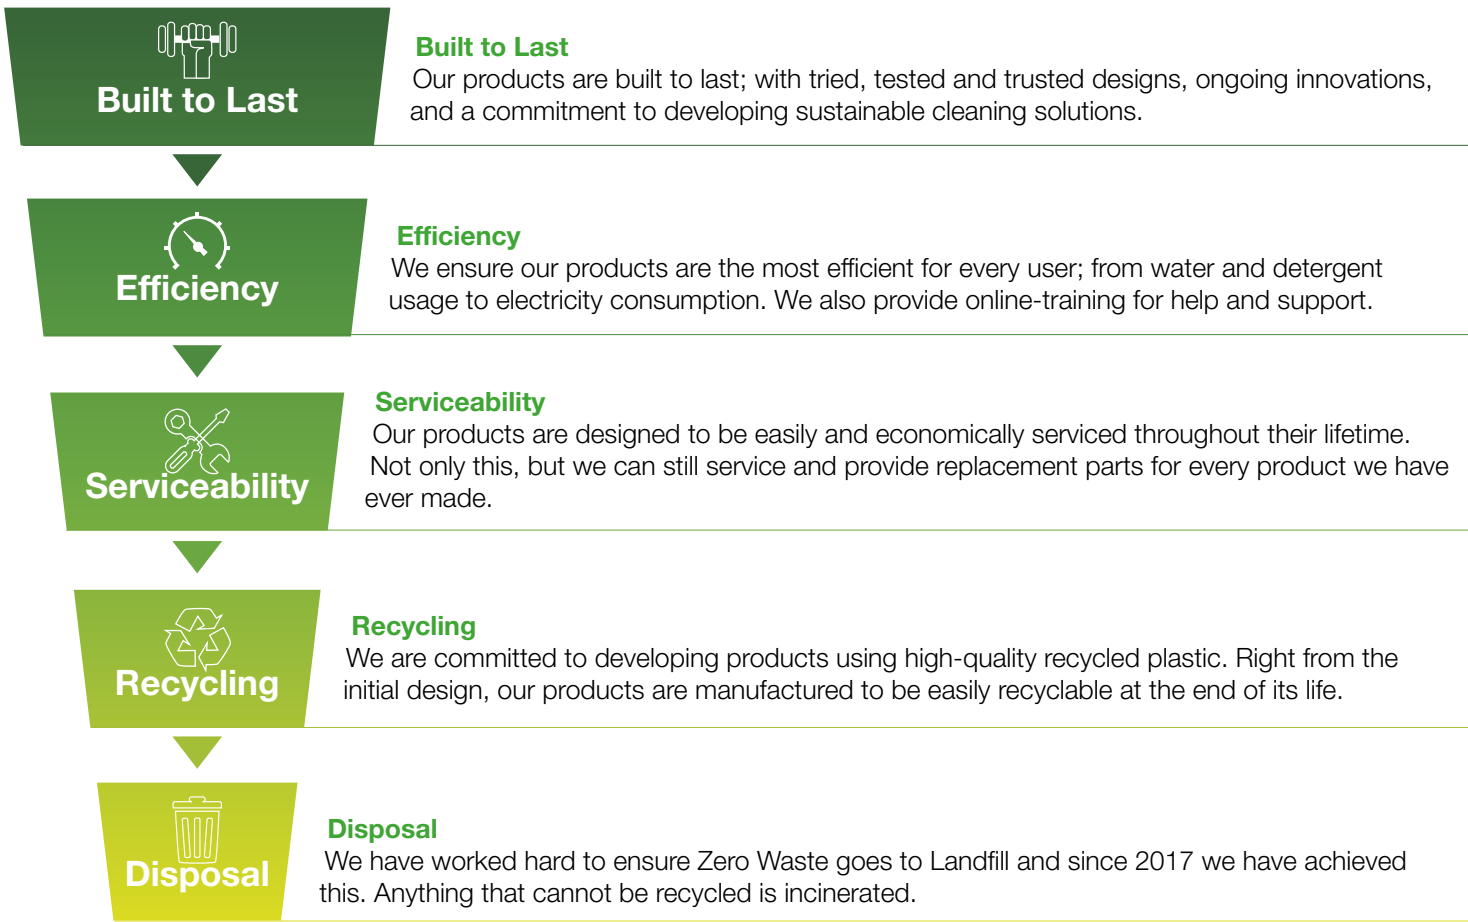 Built to Last
Built to Last
Our products are built to last; with tried, tested and trusted designs, ongoing innovations,
and a commitment to developing sustainable cleaning solutions.
Efficiency
Efficiency
We ensure our products are the most efficient for every user; from water and detergent
usage to electricity consumption. We also provide online-training for help and support.
Serviceability
Serviceability
Our products are designed to be easily and economically serviced throughout their lifetime.
Not only this, but we can still service and provide replacement parts for every product we have
ever made.
Recycling
Recycling
We are committed to developing products using high-quality recycled plastic. Right from the
initial design, our products are manufactured to be easily recyclable at the end of its life.
Disposal
Disposal
We have worked hard to ensure Zero Waste goes to Landfill and since 2017 we have achieved
this. Anything that cannot be recycled is incinerated.